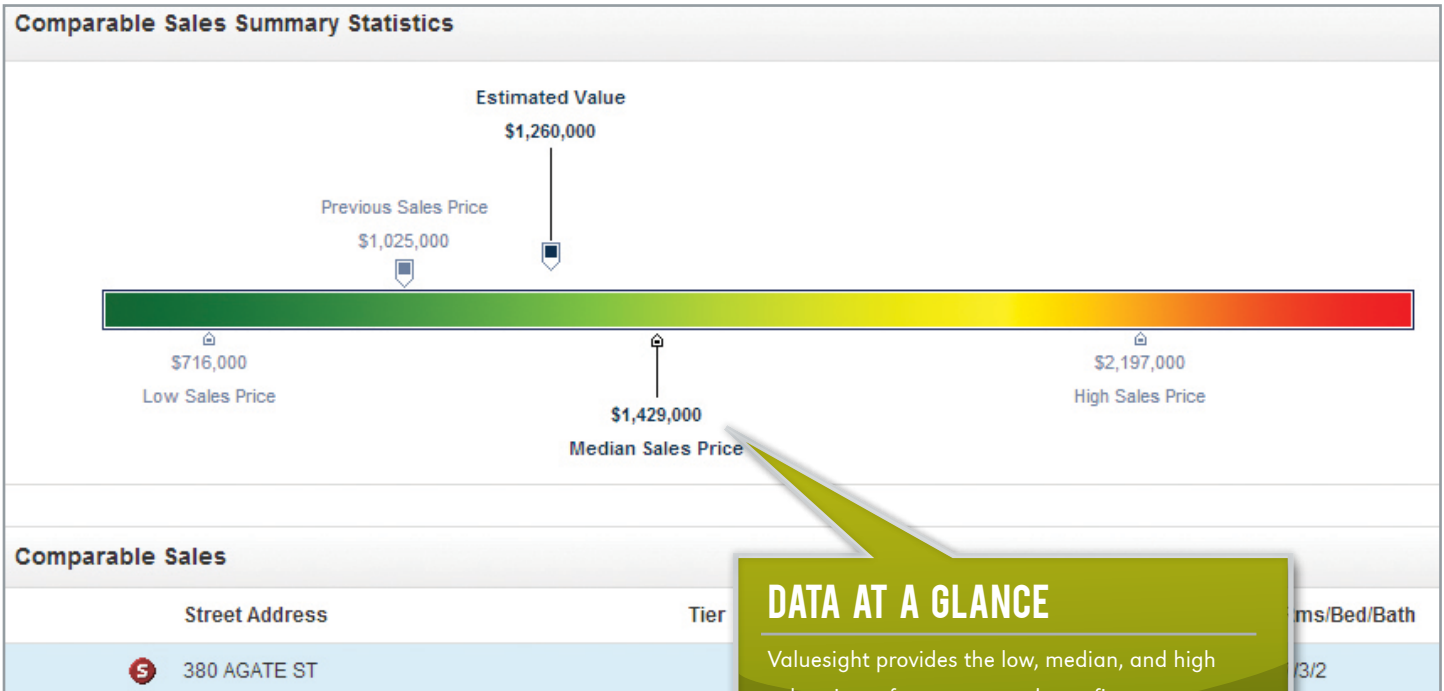 Comparable Sales Summary Statistics
Estimated Value
$1,260,000
Previous Sales Price
$1,025,000
$716,000
Low Sales Price
$2,197,000
High Sales Price
$1,429,000
Median Sales Price
Comparable Sales
Street Address Tier ms/Bed/Bath
S 380 AGATE ST /3/2
DATA AT A GLANCE
Valuesight provides the low, median, and high